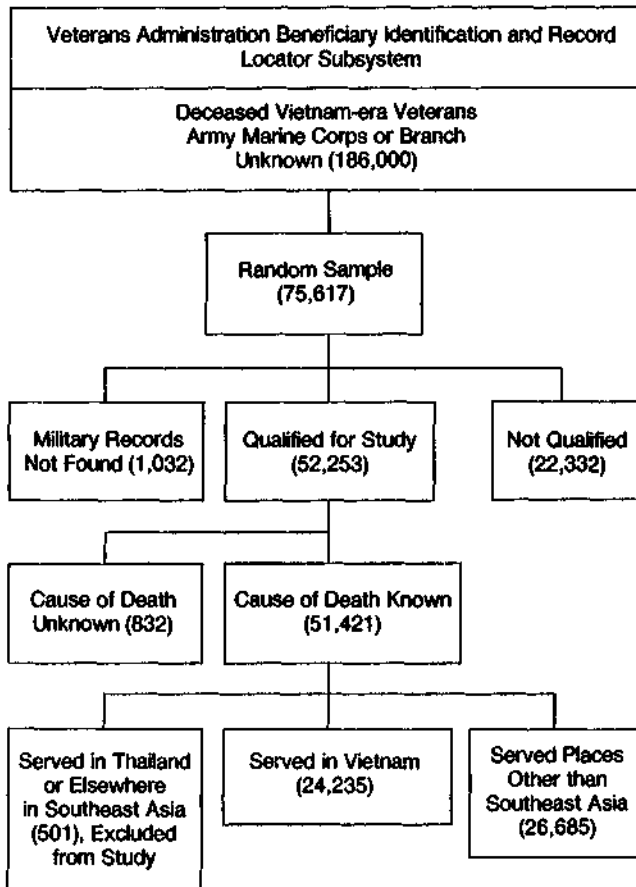 Veterans Administration Beneficiary Identification and Record
Locator Subsystem
Deceased Vietnam-era Veterans
Army Marine Corps or Branch
Unknown (186,000)
Random Sample
(75,617)
Military Records
Not Found (1,032)
Qualified for Study
(52,253)
Not Qualified
(22,332)
Cause of Death
Unknown (832)
Cause of Death Known
(51,421)
Served in Thailand
or Elsewhere
in Southeast Asia
(501), Excluded
from Study
Served in Vietnam
(24,235)
Served Places
Other than
Southeast Asia
(26,685)